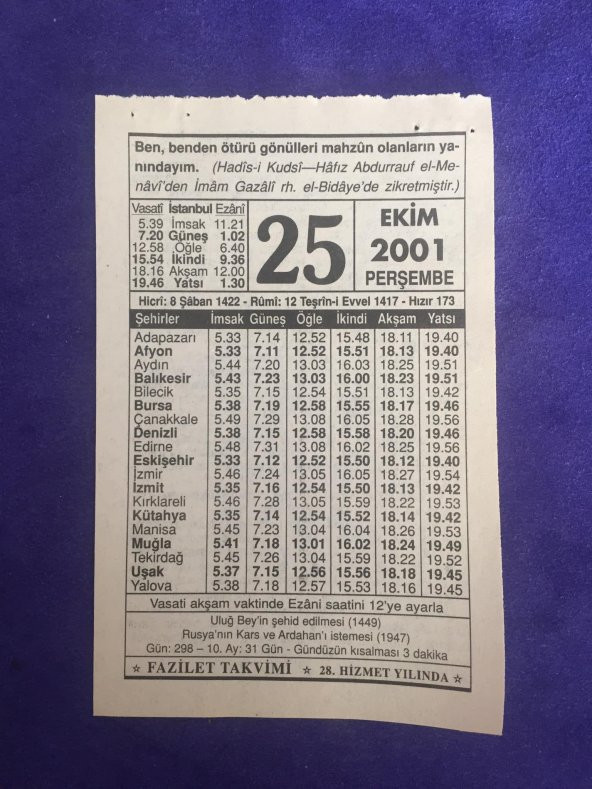 Ben, benden ötürü gönülleri mahzûn olanların ya-
nındayım. (Hadîs-i Kudsî—Hâfız Abdurrauf el-Me-
nâvî'den İmâm Gazâlî rh. el-Bidâye'de zikretmiştir.)
Vasatî İstanbul Ezânî
5.39 İmsak 11.21
7.20 Güneş 1.02
12.58 Öğle 6.40
15.54 İkindi 9.36
18.16 Akşam 12.00
19.46 Yatsı 1.30
25
EKİM
2001
PERŞEMBE
Hicrî: 8 Şâban 1422 - Rûmî: 12 Teşrîn-i Evvel 1417 - Hızır 173
Şehirler İmsak Güneş Öğle İkindi Akşam Yatsı
Adapazarı 5.33 7.14 12.52 15.48 18.11 19.40
Afyon 5.33 7.11 12.52 15.51 18.13 19.40
Aydın 5.44 7.20 13.03 16.03 18.25 19.51
Balıkesir 5.43 7.23 13.03 16.00 18.23 19.51
Bilecik 5.35 7.15 12.54 15.51 18.13 19.42
Bursa 5.38 7.19 12.58 15.55 18.17 19.46
Çanakkale 5.49 7.29 13.08 16.05 18.28 19.56
Denizli 5.38 7.15 12.58 15.58 18.20 19.46
Edirne 5.48 7.31 13.08 16.02 18.25 19.56
Eskişehir 5.33 7.12 12.52 15.50 18.12 19.40
İzmir 5.46 7.24 13.05 16.05 18.27 19.54
İzmit 5.35 7.16 12.54 15.50 18.13 19.42
Kırklareli 5.46 7.28 13.05 15.59 18.22 19.53
Kütahya 5.35 7.14 12.54 15.52 18.14 19.42
Manisa 5.45 7.23 13.04 16.04 18.26 19.53
Muğla 5.41 7.18 13.01 16.02 18.24 19.49
Tekirdağ 5.45 7.26 13.04 15.59 18.22 19.52
Uşak 5.37 7.15 12.56 15.56 18.18 19.45
Yalova 5.38 7.18 12.57 15.53 18.16 19.45
Vasati akşam vaktinde Ezâni saatini 12'ye ayarla
Uluğ Bey'in şehid edilmesi (1449)
Rusya'nın Kars ve Ardahan'ı istemesi (1947)
Gün: 298 – 10. Ay: 31 Gün - Gündüzün kısalması 3 dakika
☆ FAZİLET TAKVİMİ ☆ 28. HİZMET YILINDA ☆